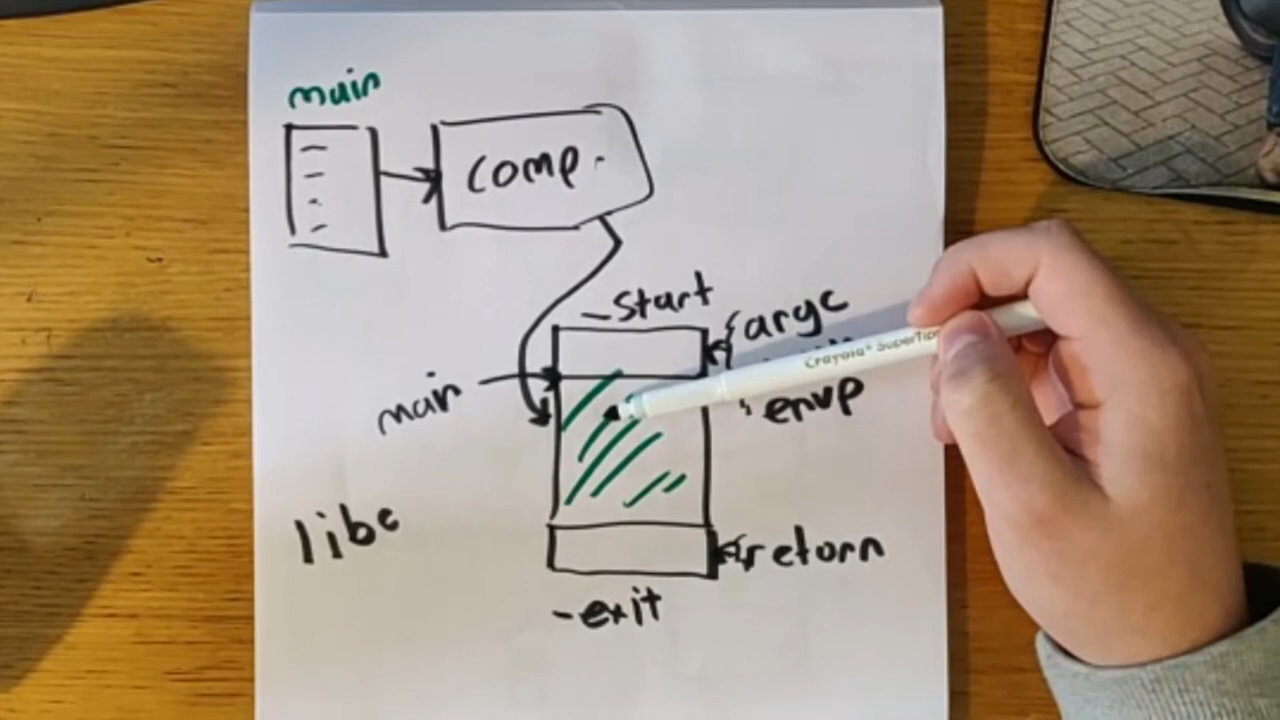 main
comp.
_start
argc
envp
main
libc
return
_exit
Crayola® SuperTips